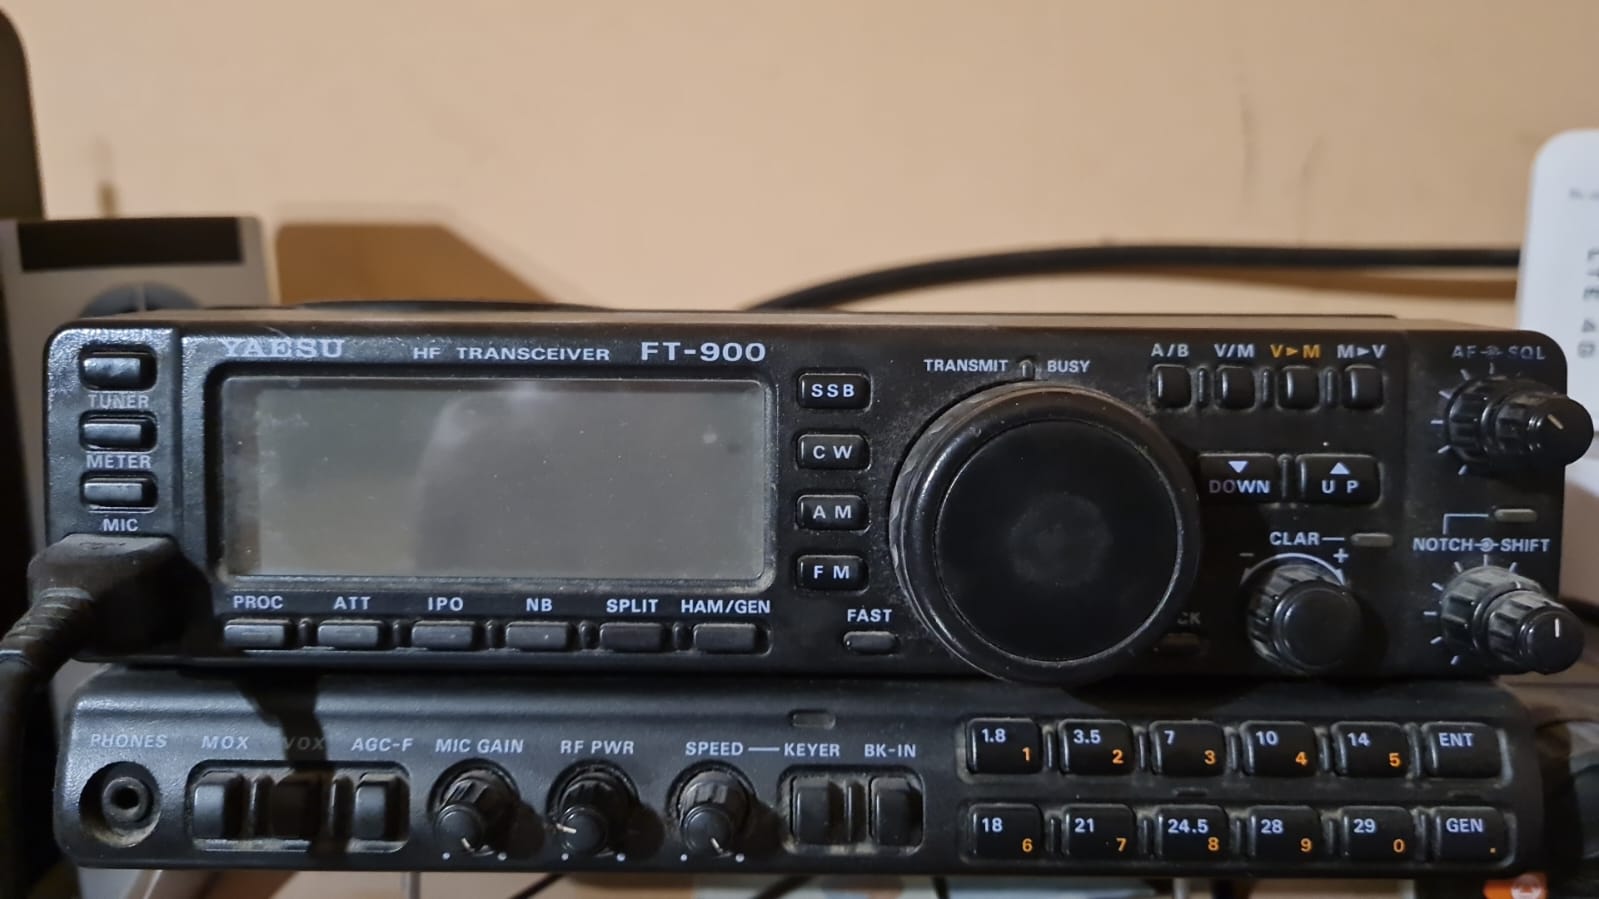 YAESU HF TRANSCEIVER FT-900
TUNER
METER
MIC
PROC ATT IPO NB SPLIT HAM/GEN
SSB
CW
AM
FM
FAST
TRANSMIT BUSY
A/B V/M V►M M►V
AF SQL
DOWN UP
CLAR
- +
NOTCH SHIFT
PHONES MOX VOX AGC-F MIC GAIN RF PWR SPEED KEYER BK-IN
1.8 1 3.5 2 7 3 10 4 14 5 ENT
18 6 21 7 24.5 8 28 9 29 0 GEN .
LTE 4G